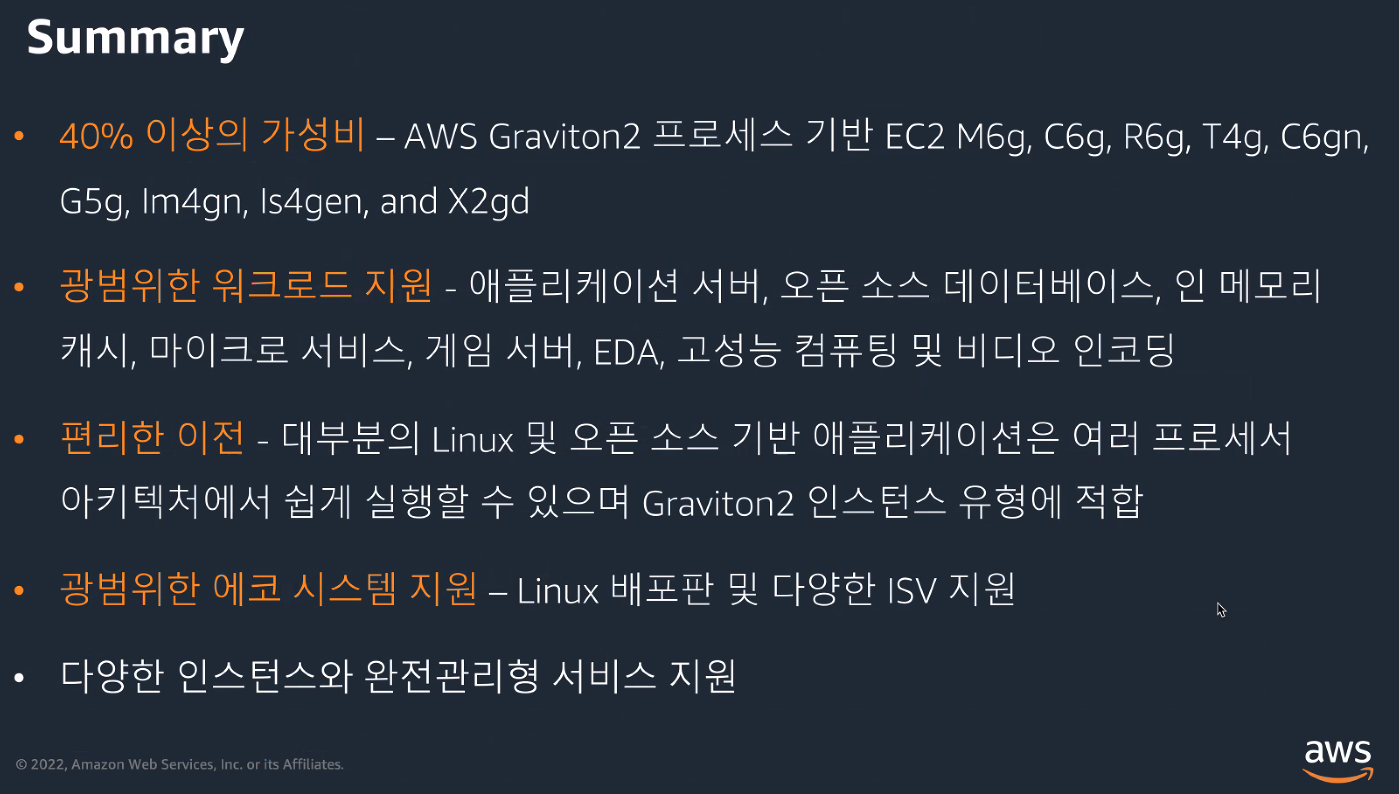 Summary
• 40% 이상의 가성비 – AWS Graviton2 프로세스 기반 EC2 M6g, C6g, R6g, T4g, C6gn,
G5g, Im4gn, Is4gen, and X2gd
• 광범위한 워크로드 지원 - 애플리케이션 서버, 오픈 소스 데이터베이스, 인 메모리
캐시, 마이크로 서비스, 게임 서버, EDA, 고성능 컴퓨팅 및 비디오 인코딩
• 편리한 이전 - 대부분의 Linux 및 오픈 소스 기반 애플리케이션은 여러 프로세서
아키텍처에서 쉽게 실행할 수 있으며 Graviton2 인스턴스 유형에 적합
• 광범위한 에코 시스템 지원 – Linux 배포판 및 다양한 ISV 지원
• 다양한 인스턴스와 완전관리형 서비스 지원
© 2022, Amazon Web Services, Inc. or its Affiliates.
aws